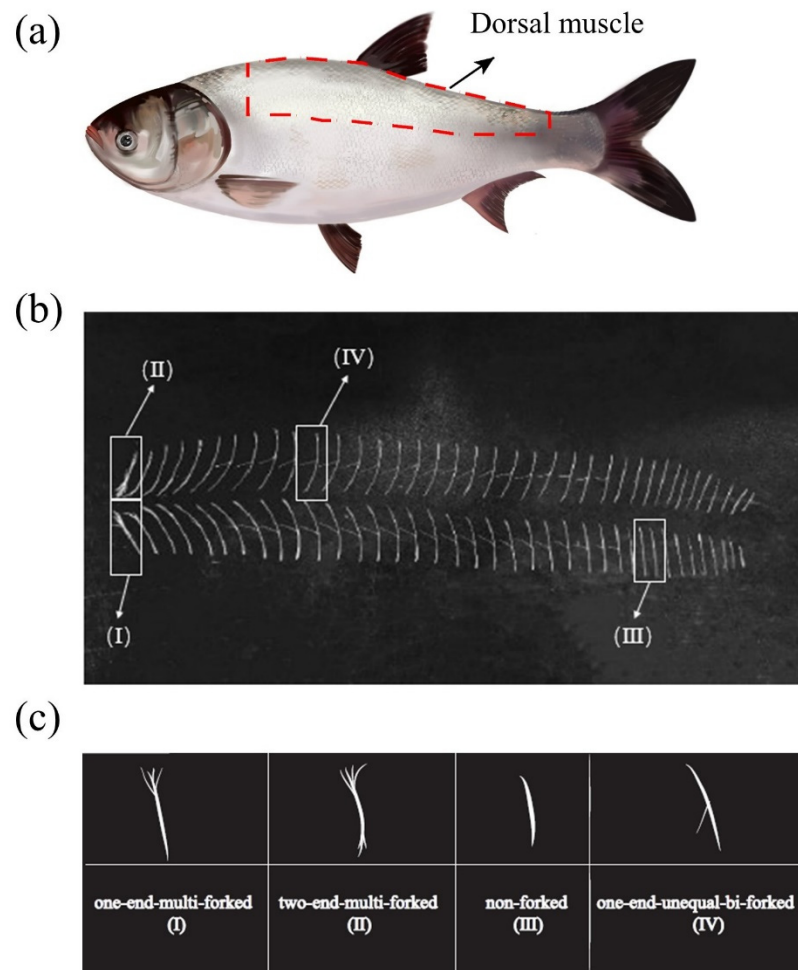 (a)
Dorsal muscle
(b)
(II)
(IV)
(I)
(III)
(c)
one-end-multi-forked
(I)
two-end-multi-forked
(II)
non-forked
(III)
one-end-unequal-bi-forked
(IV)